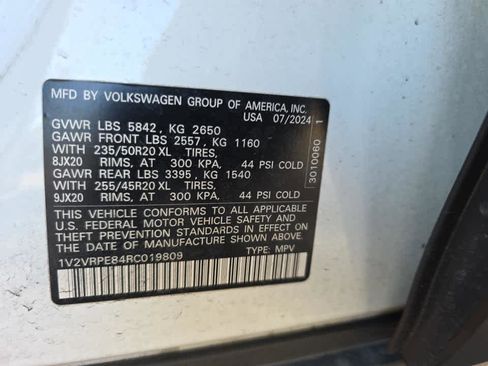 MFD BY VOLKSWAGEN GROUP OF AMERICA, INC.
USA 07/2024
GVWR LBS 5842, KG 2650
GAWR FRONT LBS 2557, KG 1160
WITH 235/50R20 XL TIRES,
8JX20 RIMS, AT 300 KPA, 44 PSI COLD
GAWR REAR LBS 3395, KG 1540
WITH 255/45R20 XL TIRES,
9JX20 RIMS, AT 300 KPA, 44 PSI COLD
THIS VEHICLE CONFORMS TO ALL APPLICABLE
U.S. FEDERAL MOTOR VEHICLE SAFETY AND
THEFT PREVENTION STANDARDS IN EFFECT ON
THE DATE OF MANUFACTURE SHOWN ABOVE.
1V2VRPE84RC019809 TYPE: MPV
3010060 1